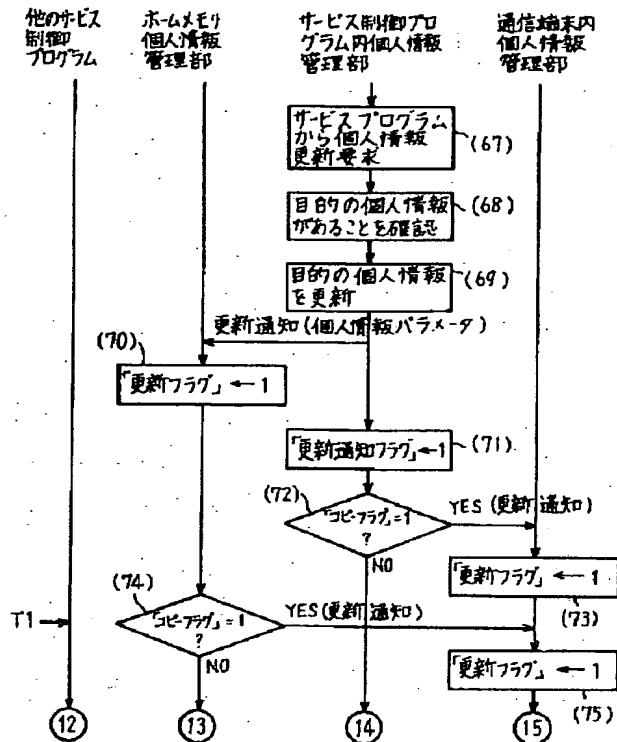 他のサービス
制御
プログラム
ホームメモリ
個人情報
管理部
サービス制御プロ
グラム内個人情報
管理部
通信端末内
個人情報
管理部
サービスプログラム
から個人情報
更新要求
(67)
目的の個人情報
があることを確認
(68)
目的の個人情報
を更新
(69)
更新通知(個人情報パラメータ)
(70)
「更新フラグ」←1
「更新通知フラグ」←1
(71)
(72)
「コピーフラグ」=1
?
YES(更新通知)
NO
「更新フラグ」←1
(73)
(74)
T1
「コピーフラグ」=1
?
YES(更新通知)
NO
「更新フラグ」←1
(75)
12
13
14
15